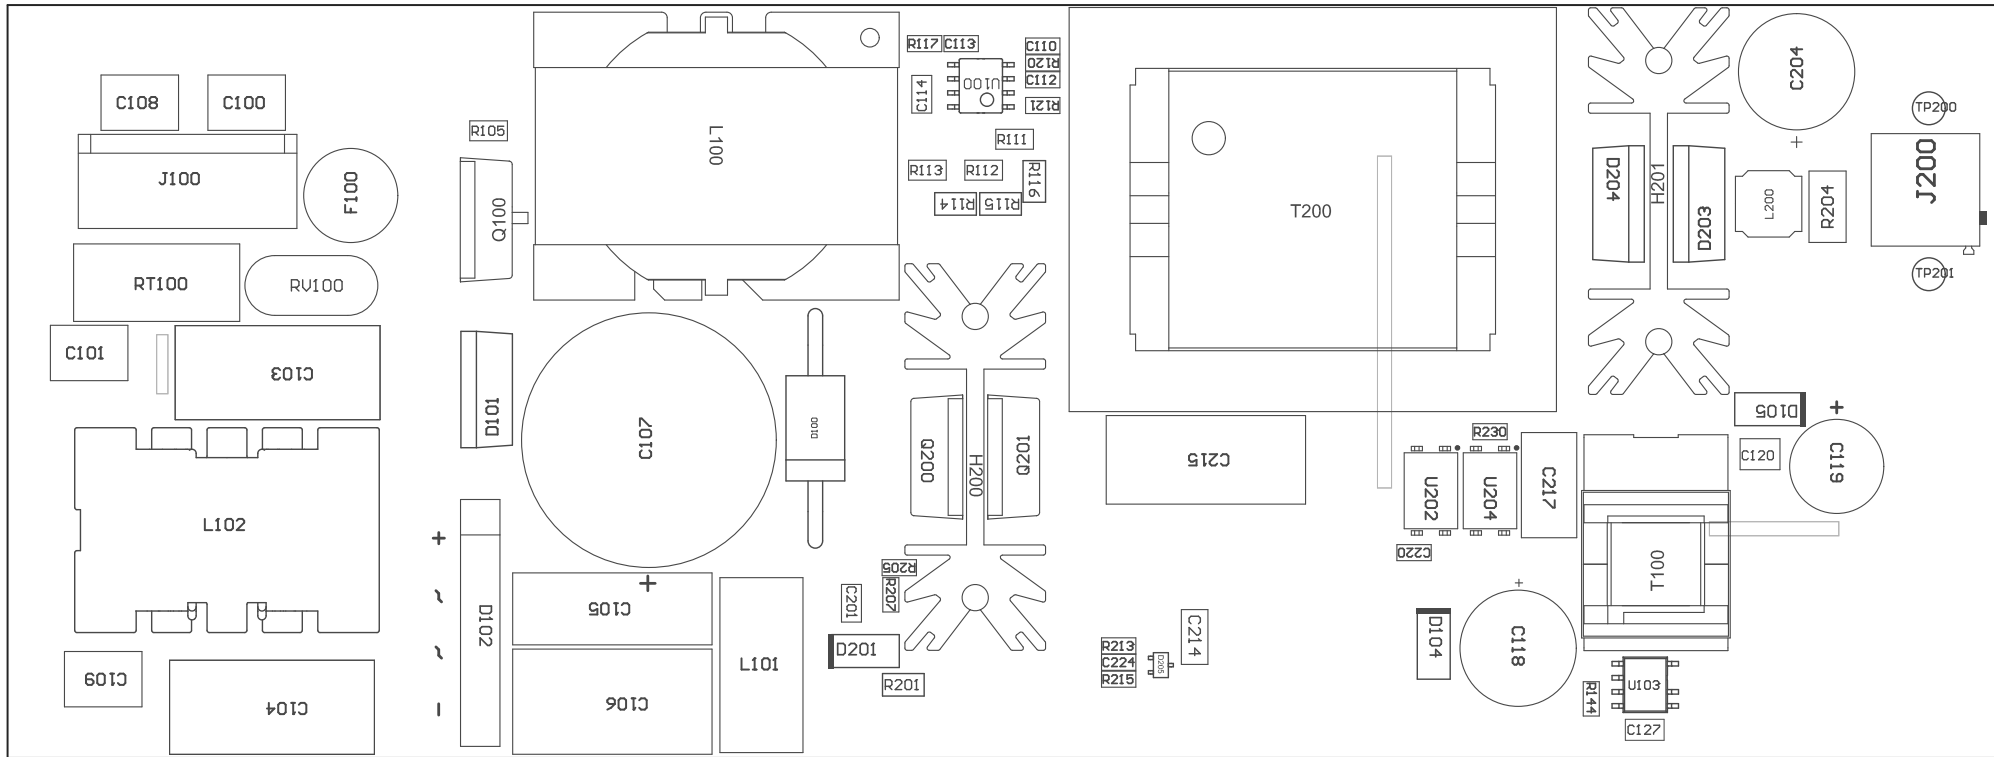 R117
C113
C110
R120
C112
R121
U100
C114
C204
C108
C100
TP200
R105
L100
R111
J100
F100
R113
R112
R116
R114
R115
Q100
T200
D204
H201
D203
L200
R204
J200
RT100
RV100
TP201
C101
C103
D101
C107
D100
Q200
H200
Q201
C215
R230
U202
U204
C217
C220
D105
+
C120
C119
L102
+
~
~
-
D102
+
C105
C106
L101
R205
R207
C201
D201
R201
C109
C104
R213
C224
R215
D205
C214
D104
+
C118
T100
U103
R144
C127
+